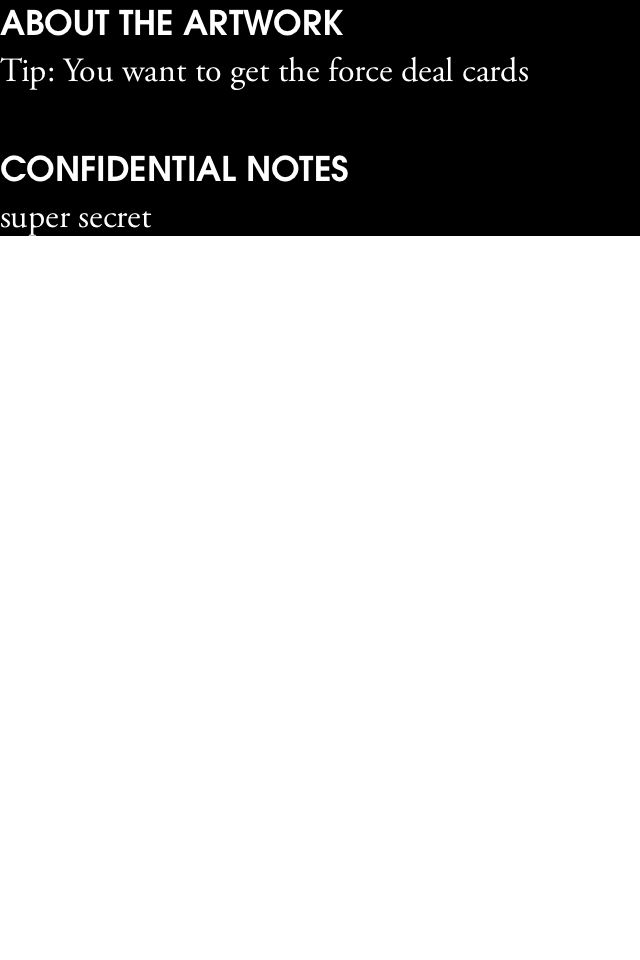 ABOUT THE ARTWORK
Tip: You want to get the force deal cards
CONFIDENTIAL NOTES
super secret